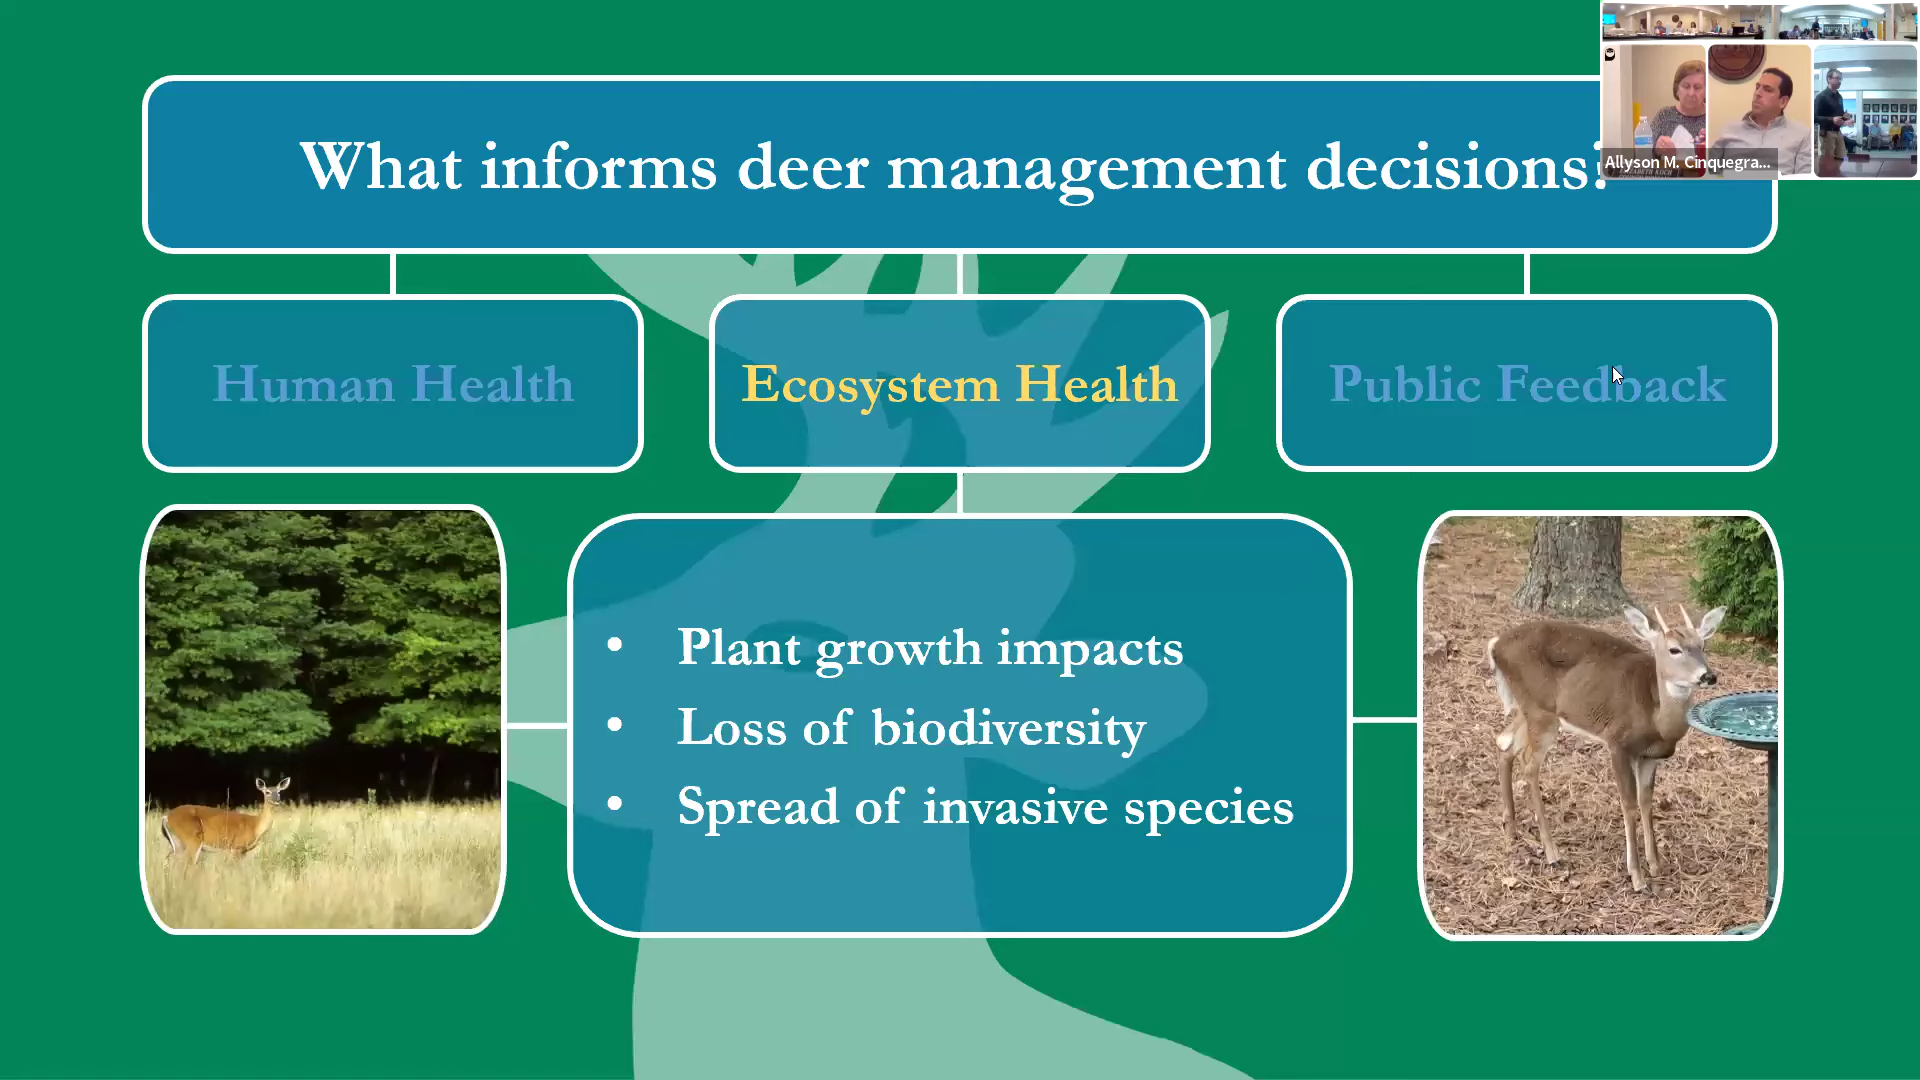 What informs deer management decisions?
Allyson M. Cinquegra...
Human Health
Ecosystem Health
Public Feedback
• Plant growth impacts
• Loss of biodiversity
• Spread of invasive species